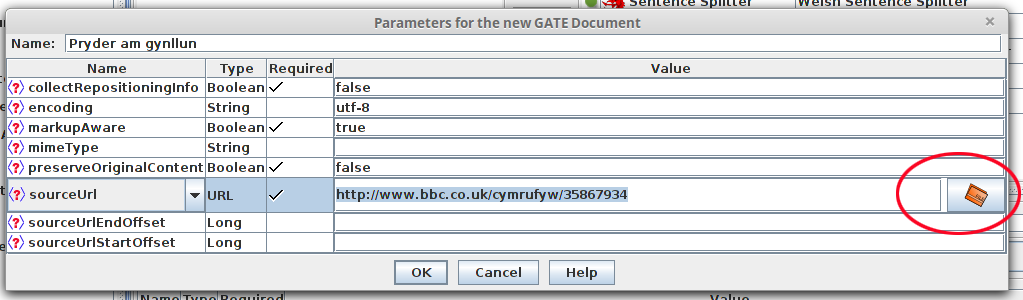 Sentence Splitter Welsh Sentence Splitter
Parameters for the new GATE Document
Name: Pryder am gynllun
Name Type Required Value
collectRepositioningInfo Boolean false
encoding String utf-8
markupAware Boolean true
mimeType String
preserveOriginalContent Boolean false
sourceUrl URL http://www.bbc.co.uk/cymrufyw/35867934
sourceUrlEndOffset Long
sourceUrlStartOffset Long
OK Cancel Help
Name Type Required Value